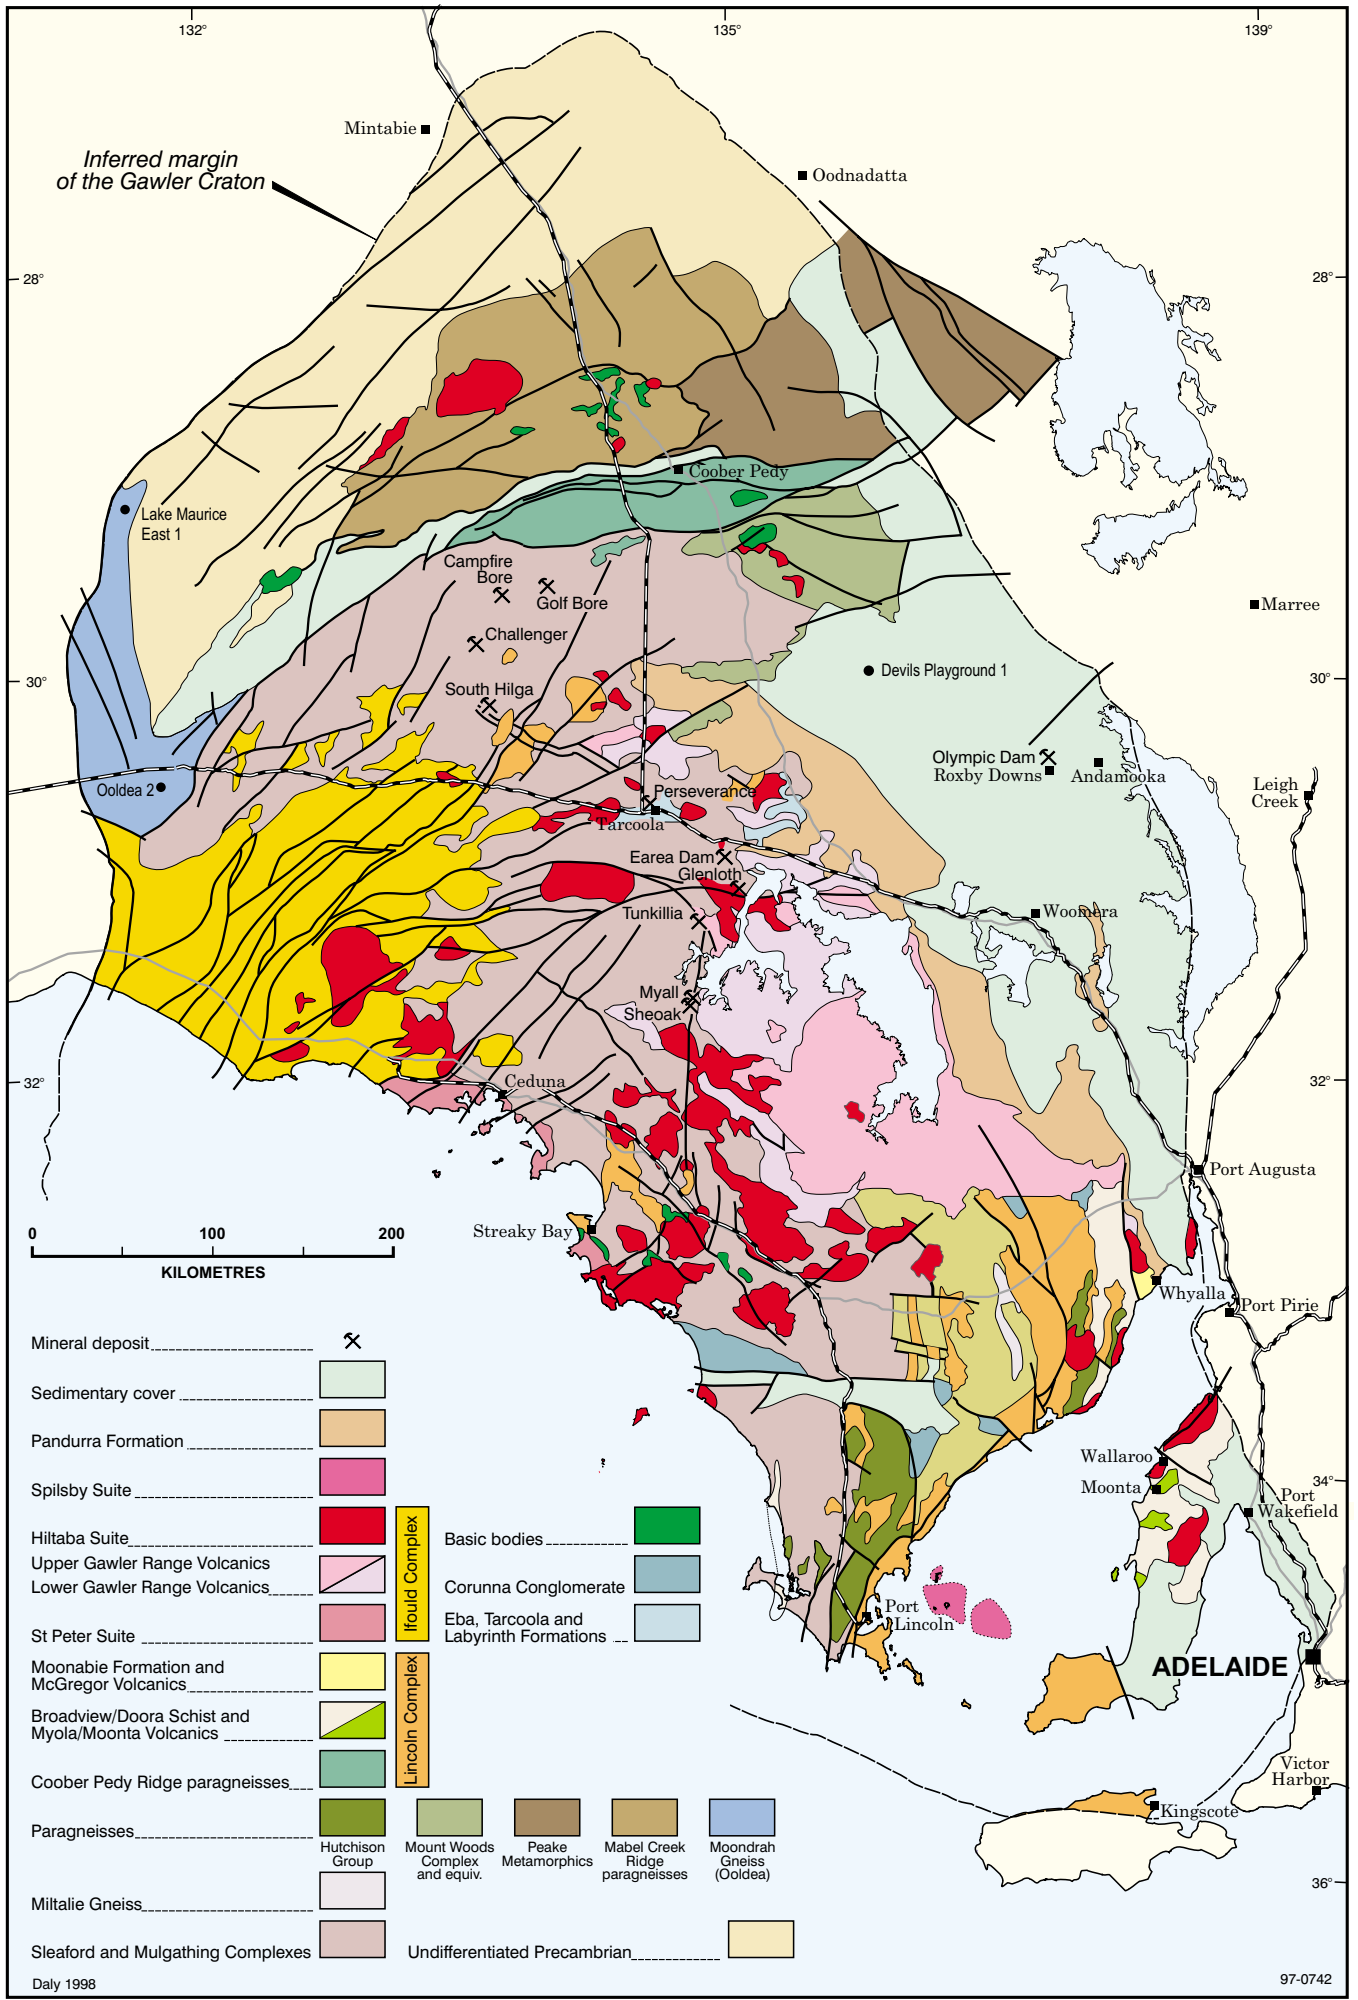 132°
135°
139°
Mintabie
Inferred margin
of the Gawler Craton
Oodnadatta
28°
28°
Coober Pedy
Lake Maurice
East 1
Campfire
Bore
Golf Bore
Marree
Challenger
30°
Devils Playground 1
30°
South Hilga
Olympic Dam
Roxby Downs
Andamooka
Ooldea 2
Perseverance
Leigh
Creek
Tarcoola
Earea Dam
Glenloth
Tunkillia
Woomera
Myall
Sheoak
32°
Ceduna
32°
Port Augusta
Streaky Bay
0
100
200
KILOMETRES
Whyalla
Port Pirie
Mineral deposit
Sedimentary cover
Pandurra Formation
Wallaroo
Moonta
34°
Port
Wakefield
Spilsby Suite
Hiltaba Suite
Ifould Complex
Basic bodies
Upper Gawler Range Volcanics
Lower Gawler Range Volcanics
Corunna Conglomerate
St Peter Suite
Eba, Tarcoola and
Labyrinth Formations
Port
Lincoln
Moonabie Formation and
McGregor Volcanics
Lincoln Complex
ADELAIDE
Broadview/Doora Schist and
Myola/Moonta Volcanics
Coober Pedy Ridge paragneisses
Victor
Harbor
Kingscote
Paragneisses
Hutchison
Group
Mount Woods
Complex
and equiv.
Peake
Metamorphics
Mabel Creek
Ridge
paragneisses
Moondrah
Gneiss
(Ooldea)
36°
Miltalie Gneiss
Sleaford and Mulgathing Complexes
Undifferentiated Precambrian
Daly 1998
97-0742